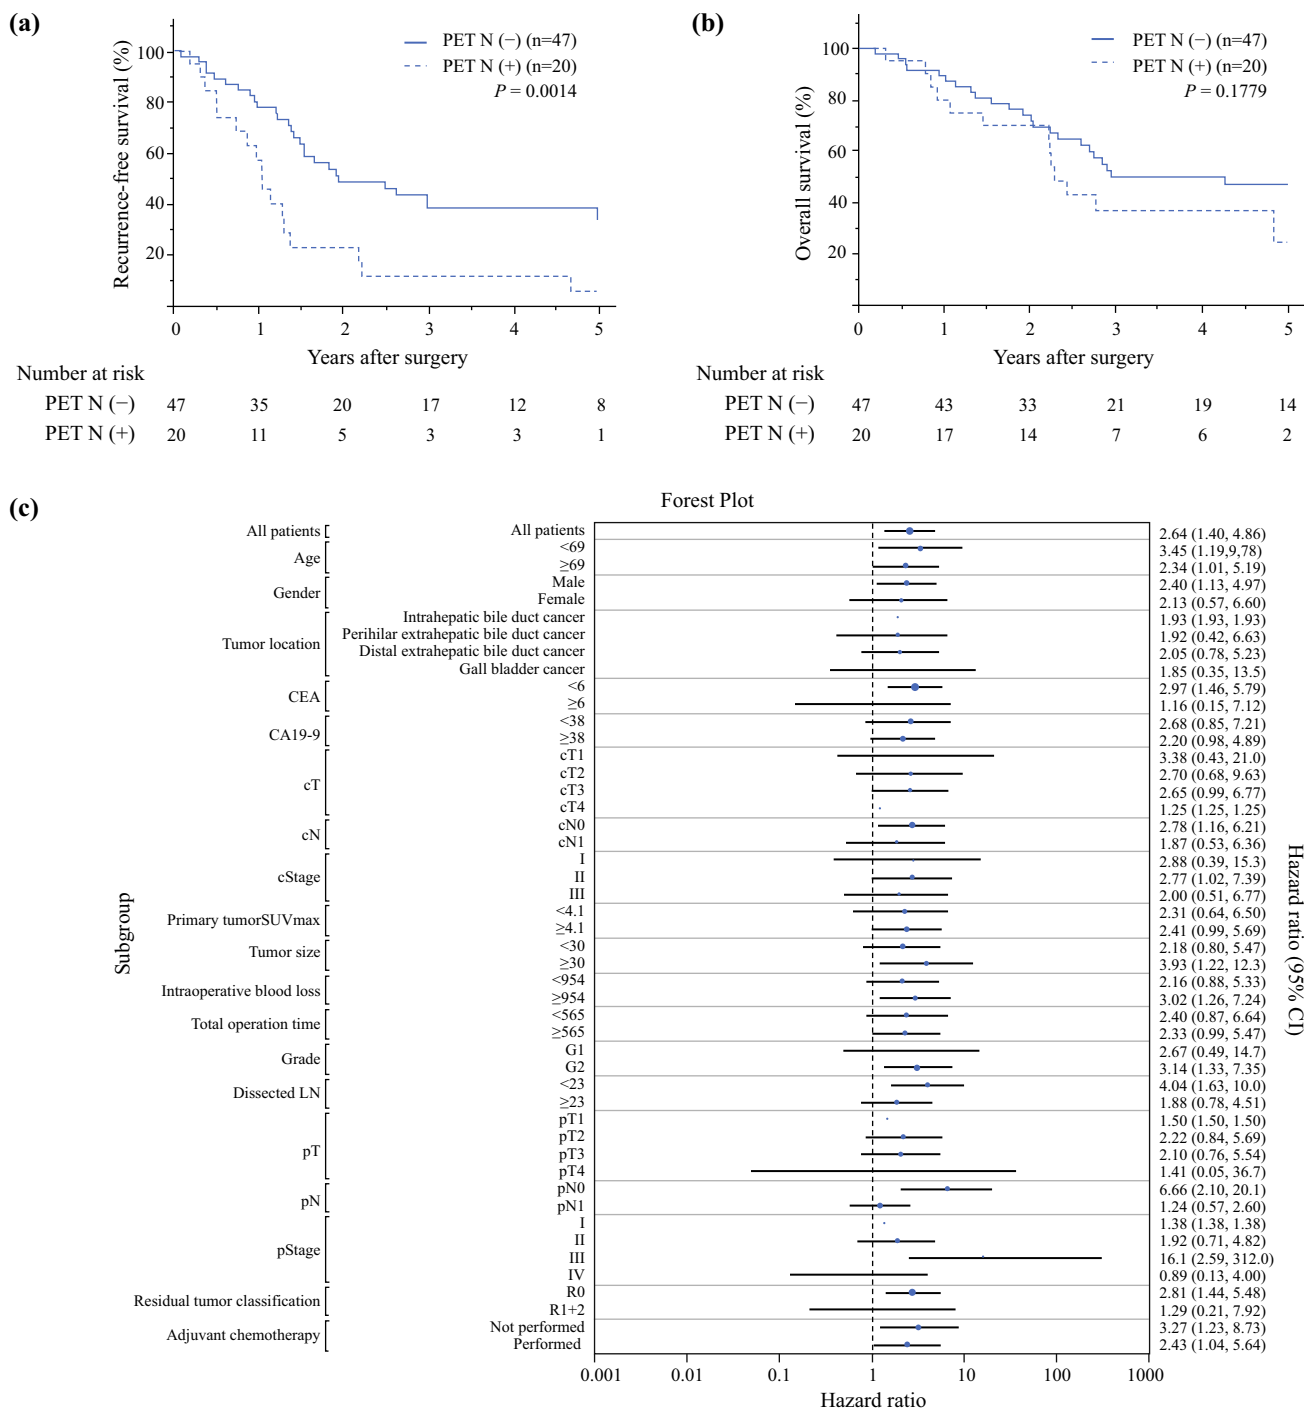 (a)
PET N (−) (n=47)
PET N (+) (n=20)
P = 0.0014
Recurrence-free survival (%)
100
80
60
40
20
0 1 2 3 4 5
Years after surgery
Number at risk
PET N (−) 47 35 20 17 12 8
PET N (+) 20 11 5 3 3 1
(b)
PET N (−) (n=47)
PET N (+) (n=20)
P = 0.1779
Overall survival (%)
100
80
60
40
20
0 1 2 3 4 5
Years after surgery
Number at risk
PET N (−) 47 43 33 21 19 14
PET N (+) 20 17 14 7 6 2
(c)
Forest Plot
Subgroup
All patients All patients 2.64 (1.40, 4.86)
Age <69 3.45 (1.19,9,78)
≥69 2.34 (1.01, 5.19)
Gender Male 2.40 (1.13, 4.97)
Female 2.13 (0.57, 6.60)
Tumor location Intrahepatic bile duct cancer 1.93 (1.93, 1.93)
Perihilar extrahepatic bile duct cancer 1.92 (0.42, 6.63)
Distal extrahepatic bile duct cancer 2.05 (0.78, 5.23)
Gall bladder cancer 1.85 (0.35, 13.5)
CEA <6 2.97 (1.46, 5.79)
≥6 1.16 (0.15, 7.12)
CA19-9 <38 2.68 (0.85, 7.21)
≥38 2.20 (0.98, 4.89)
cT cT1 3.38 (0.43, 21.0)
cT2 2.70 (0.68, 9.63)
cT3 2.65 (0.99, 6.77)
cT4 1.25 (1.25, 1.25)
cN cN0 2.78 (1.16, 6.21)
cN1 1.87 (0.53, 6.36)
cStage I 2.88 (0.39, 15.3)
II 2.77 (1.02, 7.39)
III 2.00 (0.51, 6.77)
Primary tumorSUVmax <4.1 2.31 (0.64, 6.50)
≥4.1 2.41 (0.99, 5.69)
Tumor size <30 2.18 (0.80, 5.47)
≥30 3.93 (1.22, 12.3)
Intraoperative blood loss <954 2.16 (0.88, 5.33)
≥954 3.02 (1.26, 7.24)
Total operation time <565 2.40 (0.87, 6.64)
≥565 2.33 (0.99, 5.47)
Grade G1 2.67 (0.49, 14.7)
G2 3.14 (1.33, 7.35)
Dissected LN <23 4.04 (1.63, 10.0)
≥23 1.88 (0.78, 4.51)
pT pT1 1.50 (1.50, 1.50)
pT2 2.22 (0.84, 5.69)
pT3 2.10 (0.76, 5.54)
pT4 1.41 (0.05, 36.7)
pN pN0 6.66 (2.10, 20.1)
pN1 1.24 (0.57, 2.60)
pStage I 1.38 (1.38, 1.38)
II 1.92 (0.71, 4.82)
III 16.1 (2.59, 312.0)
IV 0.89 (0.13, 4.00)
Residual tumor classification R0 2.81 (1.44, 5.48)
R1+2 1.29 (0.21, 7.92)
Adjuvant chemotherapy Not performed 3.27 (1.23, 8.73)
Performed 2.43 (1.04, 5.64)
0.001 0.01 0.1 1 10 100 1000
Hazard ratio
Hazard ratio (95% CI)